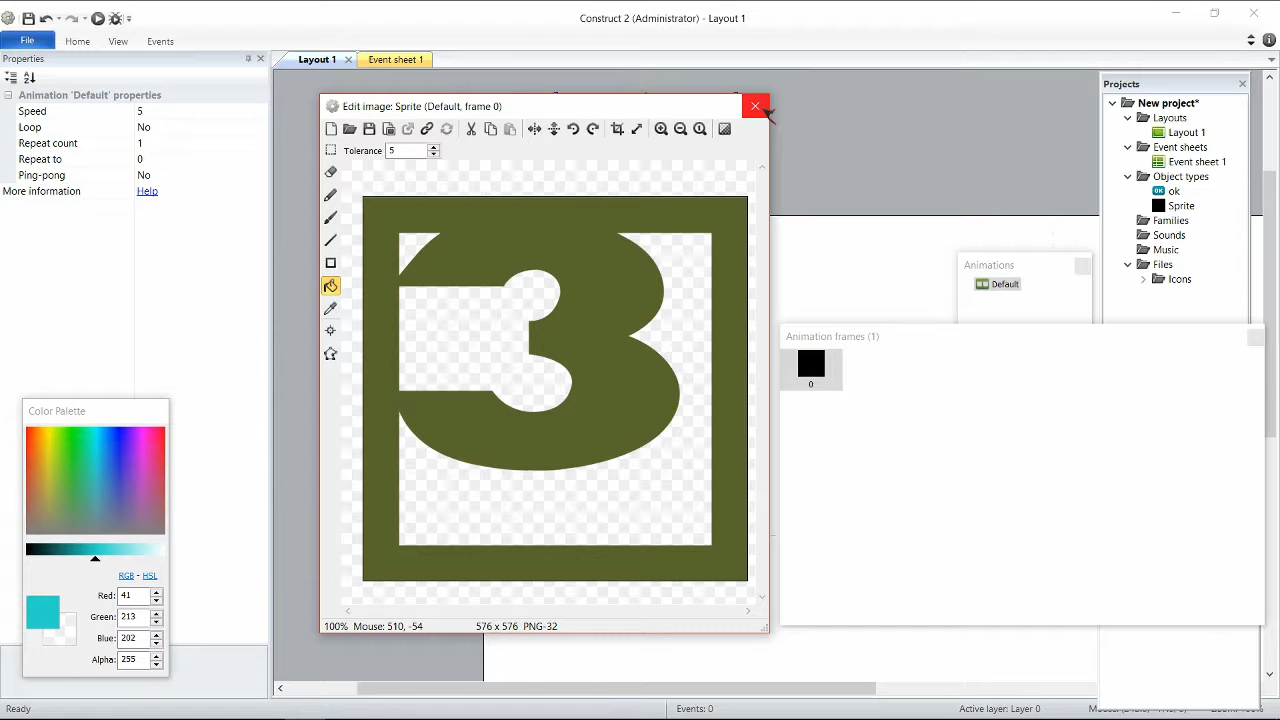 Construct 2 (Administrator) - Layout 1
File Home View Events
Properties
Layout 1 Event sheet 1
Projects
Animation 'Default' properties
Speed 5
Loop No
Repeat count 1
Repeat to 0
Ping-pong No
More information Help
Edit image: Sprite (Default, frame 0)
Tolerance 5
3
100% Mouse: 510, -54 576 x 576 PNG-32
New project*
Layouts
Layout 1
Event sheets
Event sheet 1
Object types
OK ok
Sprite
Families
Sounds
Music
Files
Icons
Animations
Default
Animation frames (1)
0
Color Palette
RGB - HSL
Red: 41
Green: 213
Blue: 202
Alpha: 255
Ready
Events: 0
Active layer: Layer 0